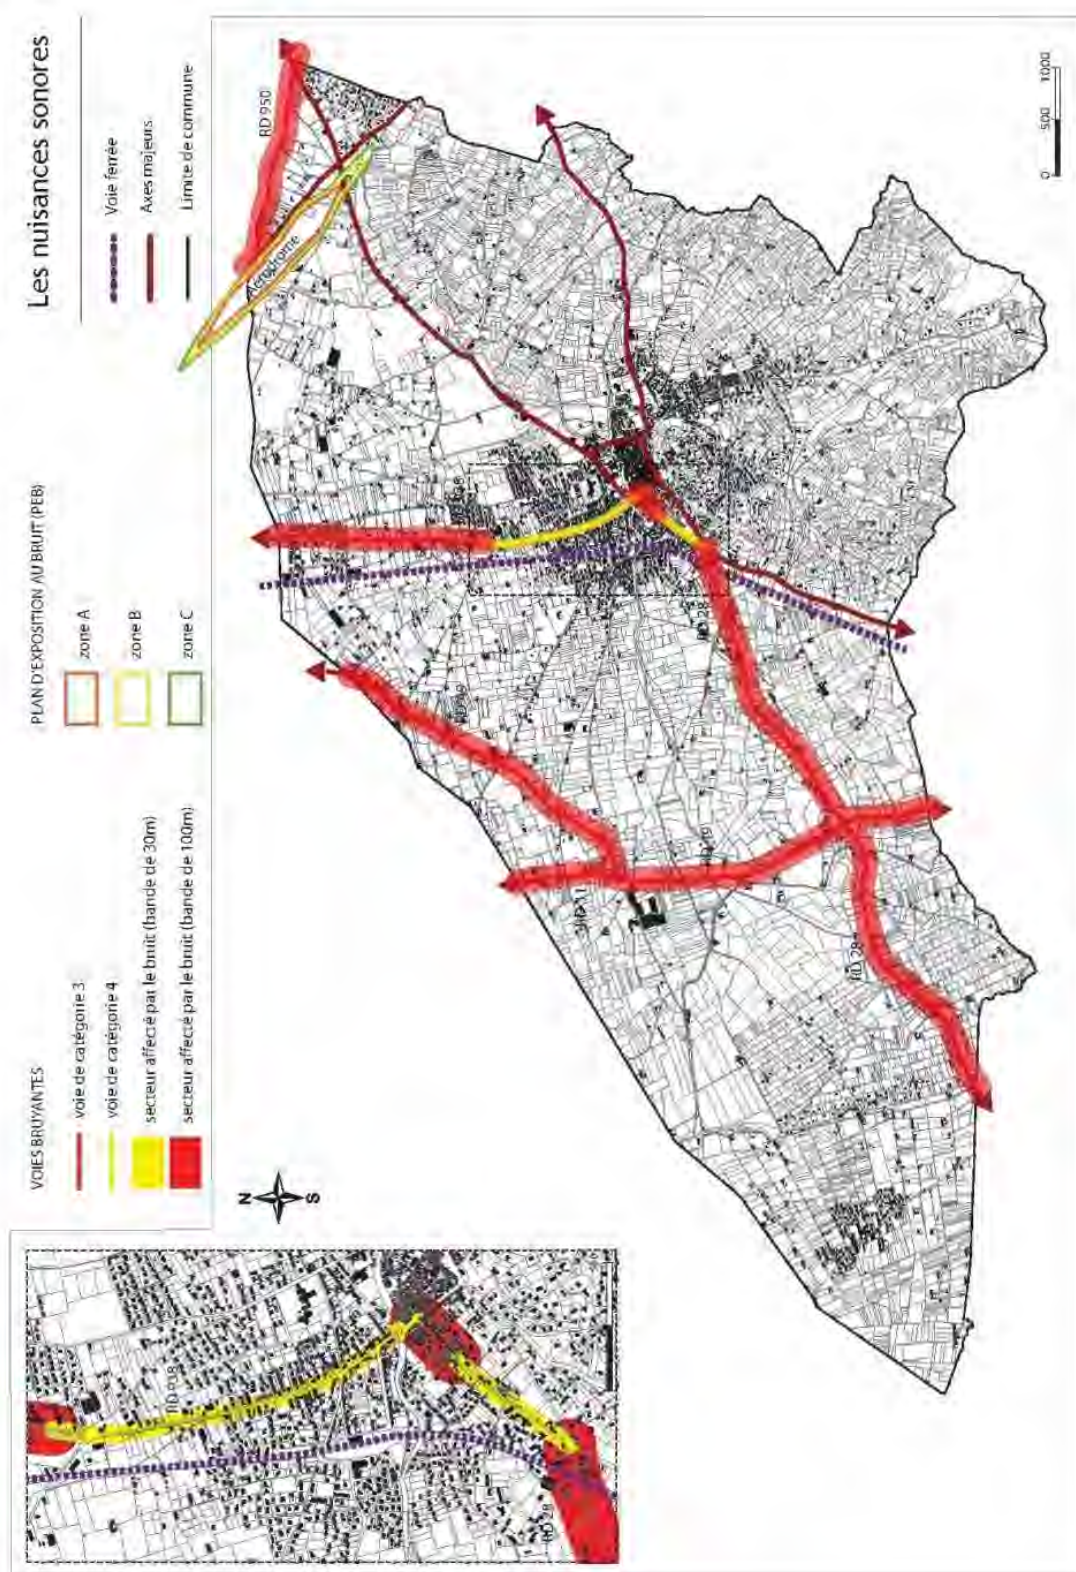 Les nuisances sonores
Voie ferrée
Axes majeurs
Limite de commune
PLAN D'EXPOSITION AU BRUIT (PEB)
zone A
zone B
zone C
VOIES BRUYANTES
voie de catégorie 3
voie de catégorie 4
secteur affecté par le bruit (bande de 30m)
secteur affecté par le bruit (bande de 100m)
N
S
RD 950
Aérodrome
RD 28
RD 28
RD 28
0 500 1000